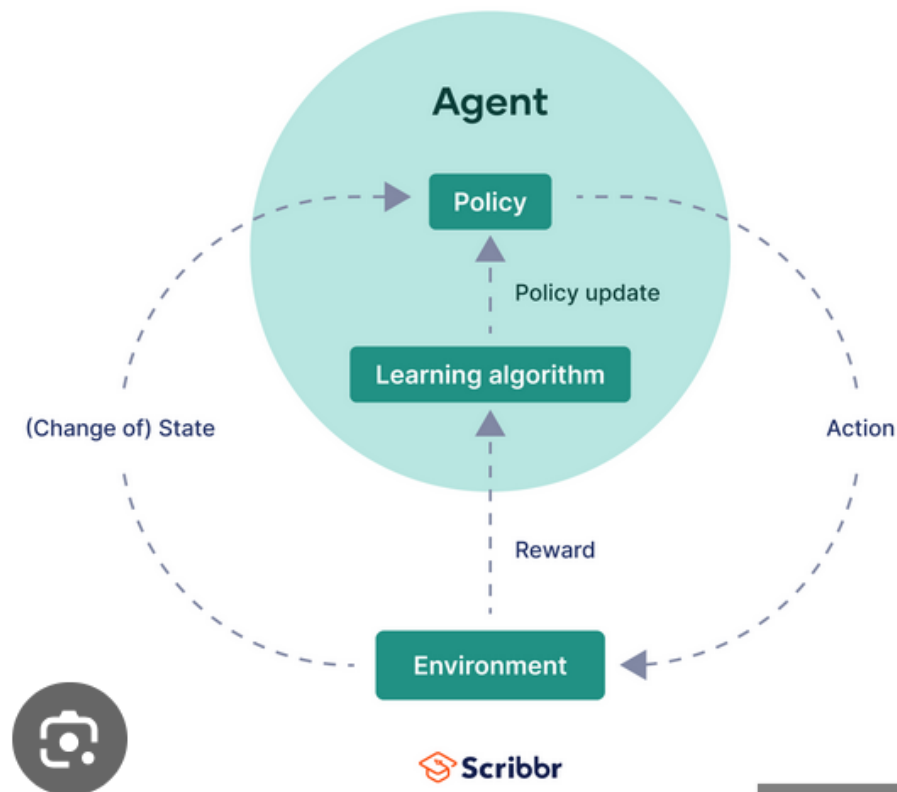 Agent
Policy
Policy update
Learning algorithm
(Change of) State
Action
Reward
Environment
Scribbr